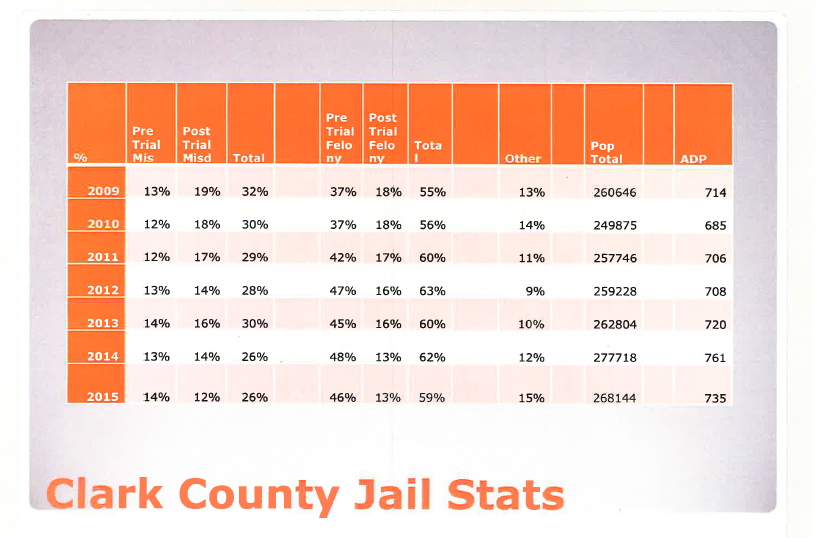 % Pre Trial Mis Post Trial Misd Total Pre Trial Felo ny Post Trial Felo ny Tota l Other Pop Total ADP
2009 13% 19% 32% 37% 18% 55% 13% 260646 714
2010 12% 18% 30% 37% 18% 56% 14% 249875 685
2011 12% 17% 29% 42% 17% 60% 11% 257746 706
2012 13% 14% 28% 47% 16% 63% 9% 259228 708
2013 14% 16% 30% 45% 16% 60% 10% 262804 720
2014 13% 14% 26% 48% 13% 62% 12% 277718 761
2015 14% 12% 26% 46% 13% 59% 15% 268144 735
Clark County Jail Stats